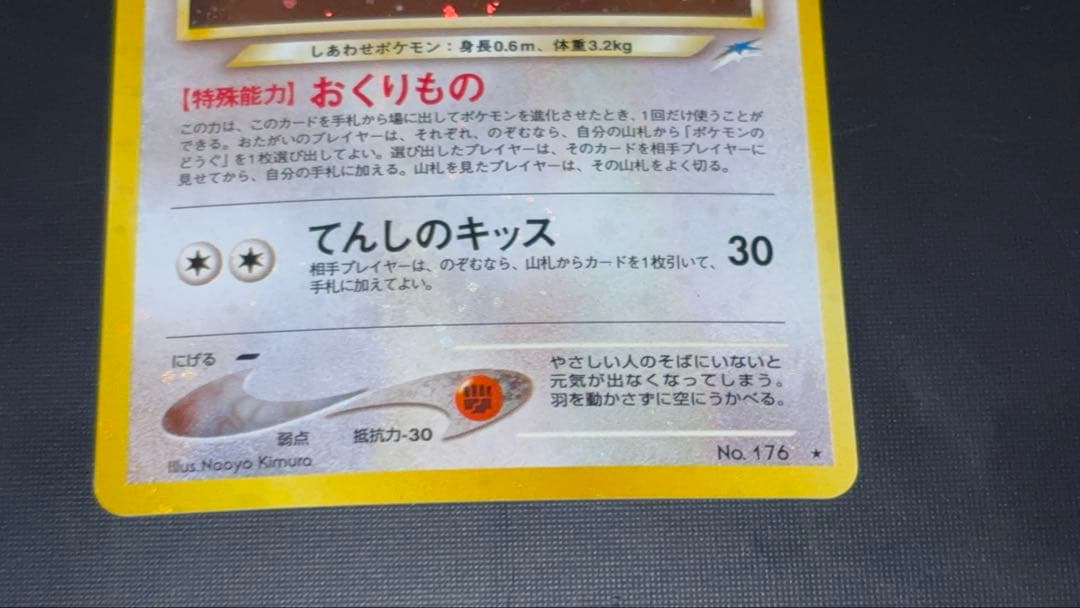 しあわせポケモン：身長0.6m、体重3.2kg
【特殊能力】おくりもの
この力は、このカードを手札から場に出してポケモンを進化させたとき、1回だけ使うことが
できる。おたがいのプレイヤーは、それぞれ、のぞむなら、自分の山札から「ポケモンの
どうぐ」を1枚選び出してよい。選び出したプレイヤーは、そのカードを相手プレイヤーに
見せてから、自分の手札に加える。山札を見たプレイヤーは、その山札をよく切る。
てんしのキッス 30
相手プレイヤーは、のぞむなら、山札からカードを1枚引いて、
手札に加えてよい。
にげる
やさしい人のそばにいないと
元気が出なくなってしまう。
羽を動かさずに空にうかべる。
弱点 抵抗力-30
Illus. Naoyo Kimura
No. 176 ★